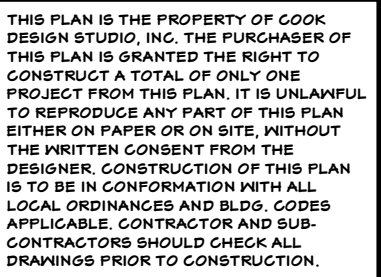 THIS PLAN IS THE PROPERTY OF COOK
DESIGN STUDIO, INC. THE PURCHASER OF
THIS PLAN IS GRANTED THE RIGHT TO
CONSTRUCT A TOTAL OF ONLY ONE
PROJECT FROM THIS PLAN. IT IS UNLAWFUL
TO REPRODUCE ANY PART OF THIS PLAN
EITHER ON PAPER OR ON SITE, WITHOUT
THE WRITTEN CONSENT FROM THE
DESIGNER. CONSTRUCTION OF THIS PLAN
IS TO BE IN CONFORMATION WITH ALL
LOCAL ORDINANCES AND BLDG. CODES
APPLICABLE. CONTRACTOR AND SUB-
CONTRACTORS SHOULD CHECK ALL
DRAWINGS PRIOR TO CONSTRUCTION.